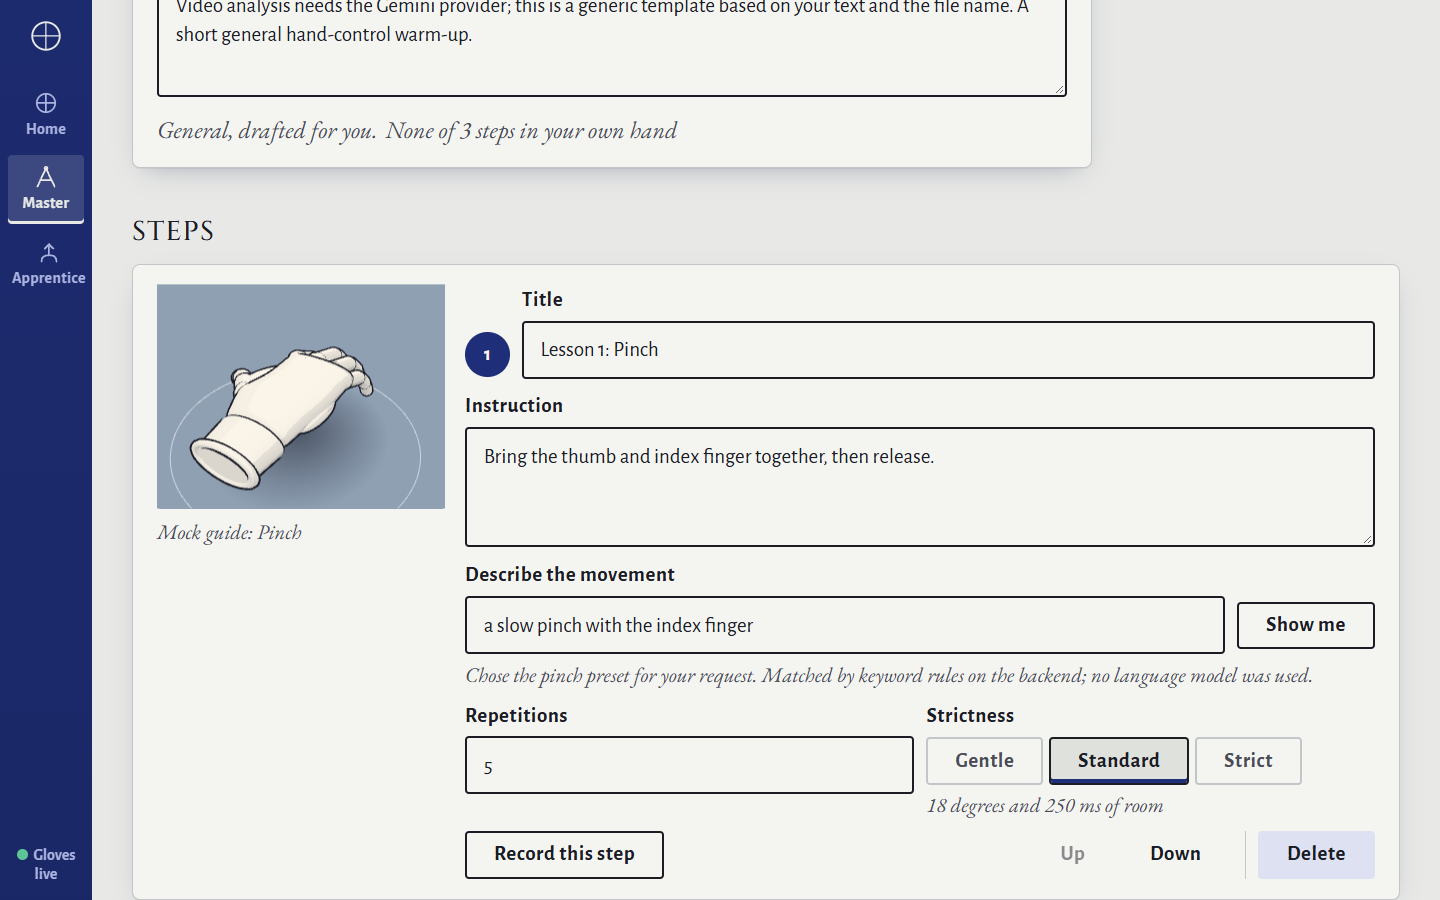 Home
Master
Apprentice
Gloves
live
Video analysis needs the Gemini provider; this is a generic template based on your text and the file name. A
short general hand-control warm-up.
General, drafted for you. None of 3 steps in your own hand
STEPS
Mock guide: Pinch
Title
1
Lesson 1: Pinch
Instruction
Bring the thumb and index finger together, then release.
Describe the movement
a slow pinch with the index finger
Show me
Chose the pinch preset for your request. Matched by keyword rules on the backend; no language model was used.
Repetitions
5
Strictness
Gentle Standard Strict
18 degrees and 250 ms of room
Record this step
Up Down Delete